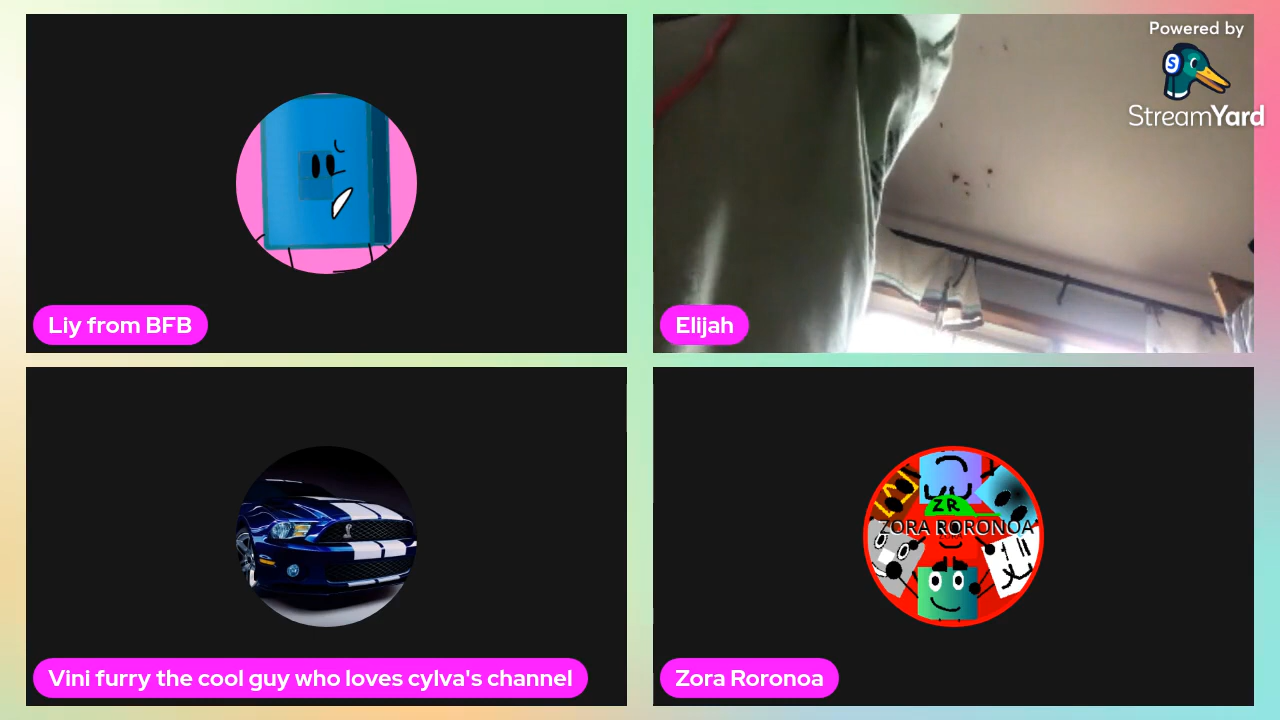 Powered by
S
StreamYard
Liy from BFB
Elijah
ZR
ZORA RORONOA
Vini furry the cool guy who loves cylva's channel
Zora Roronoa